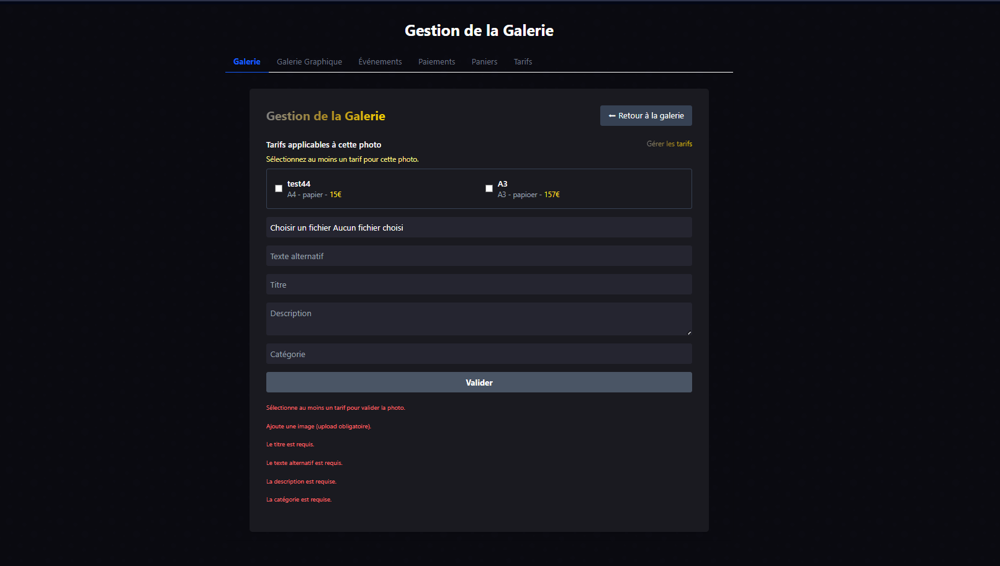 Gestion de la Galerie
Galerie Galerie Graphique Événements Paiements Paniers Tarifs
Gestion de la Galerie
← Retour à la galerie
Tarifs applicables à cette photo
Gérer les tarifs
Sélectionnez au moins un tarif pour cette photo.
test44
A4 - papier - 15€
A3
A3 - papioer - 157€
Choisir un fichier Aucun fichier choisi
Texte alternatif
Titre
Description
Catégorie
Valider
Sélectionne au moins un tarif pour valider la photo.
Ajoute une image (upload obligatoire).
Le titre est requis.
Le texte alternatif est requis.
La description est requise.
La catégorie est requise.